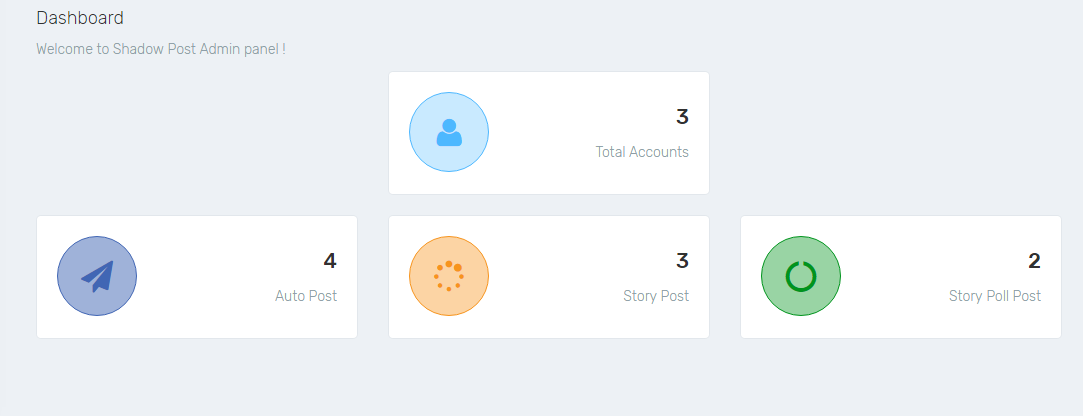 Dashboard
Welcome to Shadow Post Admin panel !
3
Total Accounts
4
Auto Post
3
Story Post
2
Story Poll Post